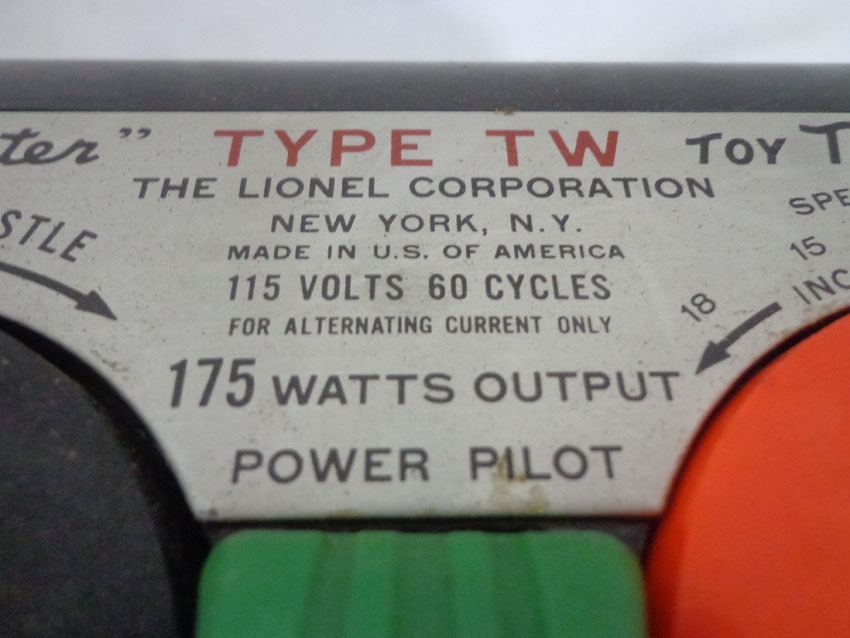 ter" TYPE TW TOY T
THE LIONEL CORPORATION
NEW YORK, N.Y.
MADE IN U.S. OF AMERICA
115 VOLTS 60 CYCLES
FOR ALTERNATING CURRENT ONLY
175 WATTS OUTPUT
POWER PILOT
STLE
SPE
15
18
INC